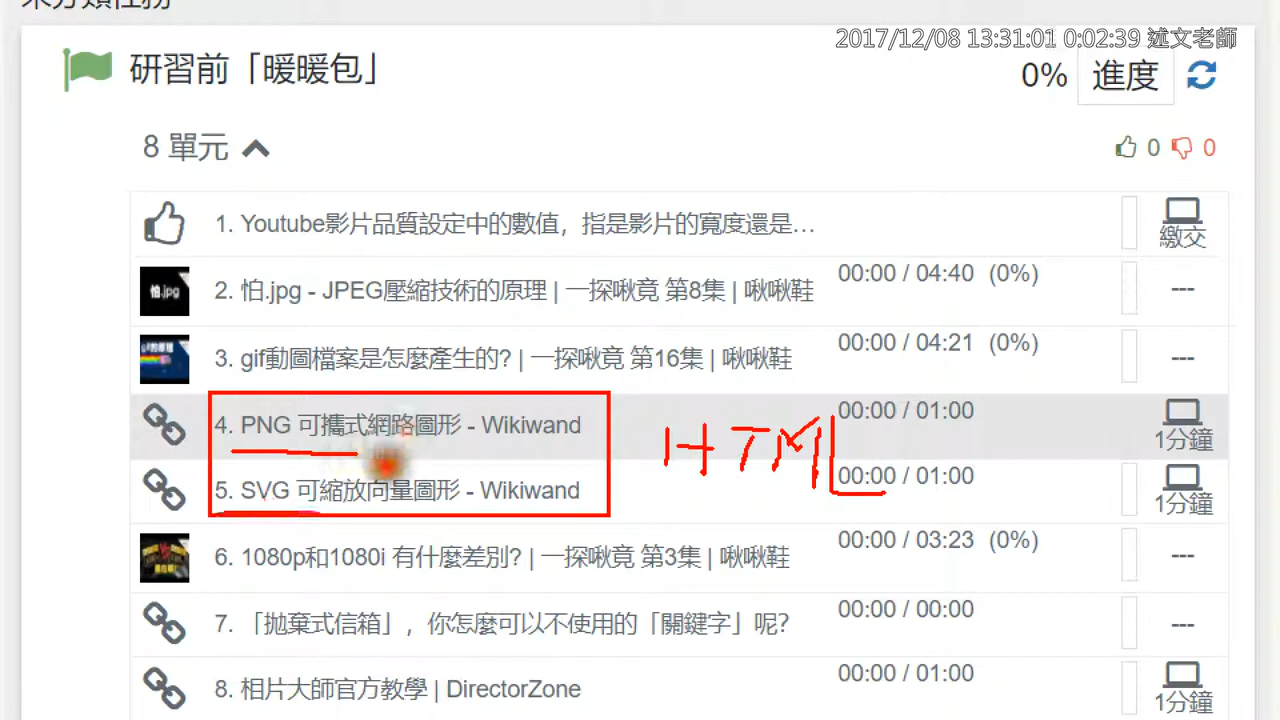 2017/12/08 13:31:01 0:02:39 述文老師
研習前「暖暖包」
0% 進度
8 單元
0 0
1. Youtube影片品質設定中的數值，指是影片的寬度還是…
繳交
怕.jpg
2. 怕.jpg - JPEG壓縮技術的原理 | 一探啾竟 第8集 | 啾啾鞋
00:00 / 04:40 (0%)
---
3. gif動圖檔案是怎麼產生的? | 一探啾竟 第16集 | 啾啾鞋
00:00 / 04:21 (0%)
---
4. PNG 可攜式網路圖形 - Wikiwand
00:00 / 01:00
1分鐘
HTML
5. SVG 可縮放向量圖形 - Wikiwand
00:00 / 01:00
1分鐘
6. 1080p和1080i 有什麼差別? | 一探啾竟 第3集 | 啾啾鞋
00:00 / 03:23 (0%)
---
7. 「拋棄式信箱」，你怎麼可以不使用的「關鍵字」呢?
00:00 / 00:00
---
8. 相片大師官方教學 | DirectorZone
00:00 / 01:00
1分鐘